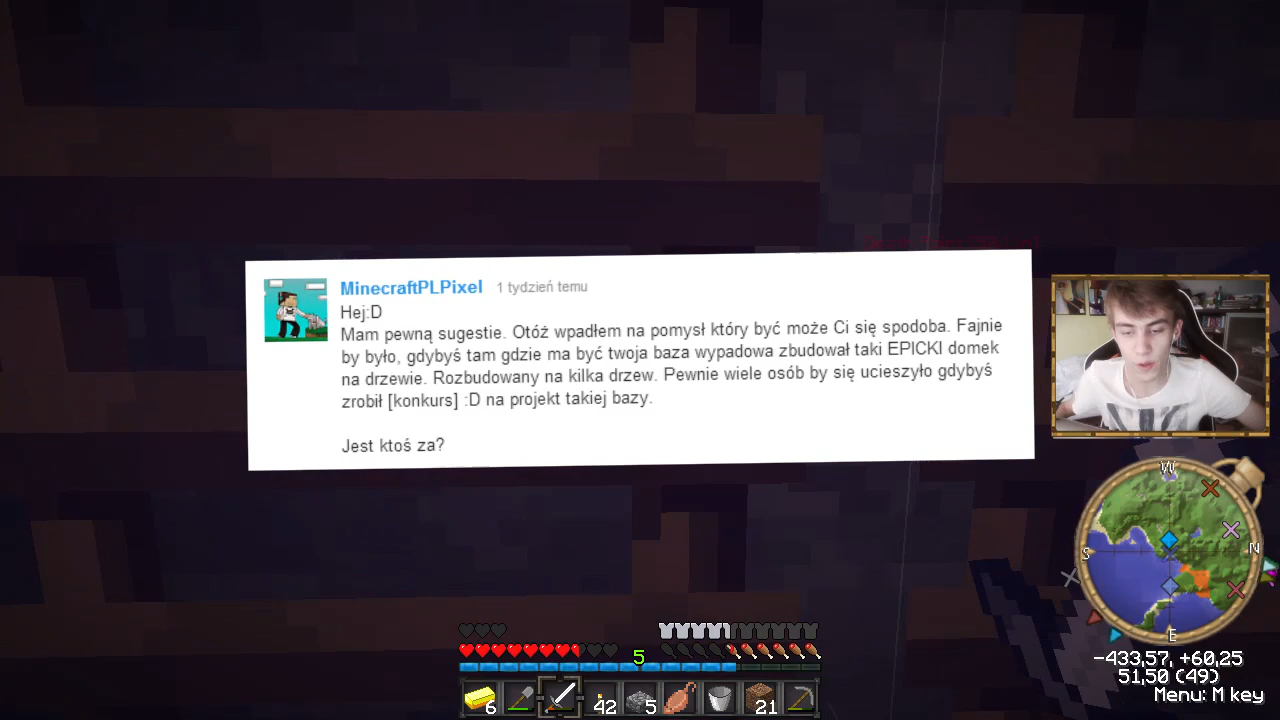 MinecraftPLPixel 1 tydzień temu
Hej:D
Mam pewną sugestie. Otóż wpadłem na pomysł który być może Ci się spodoba. Fajnie
by było, gdybyś tam gdzie ma być twoja baza wypadowa zbudował taki EPICKI domek
na drzewie. Rozbudowany na kilka drzew. Pewnie wiele osób by się ucieszyło gdybyś
zrobił [konkurs] :D na projekt takiej bazy.
Jest ktoś za?
W
S
N
E
5
6
42
5
21
-433,57, +60,25
51,50 (49)
Menu: M key